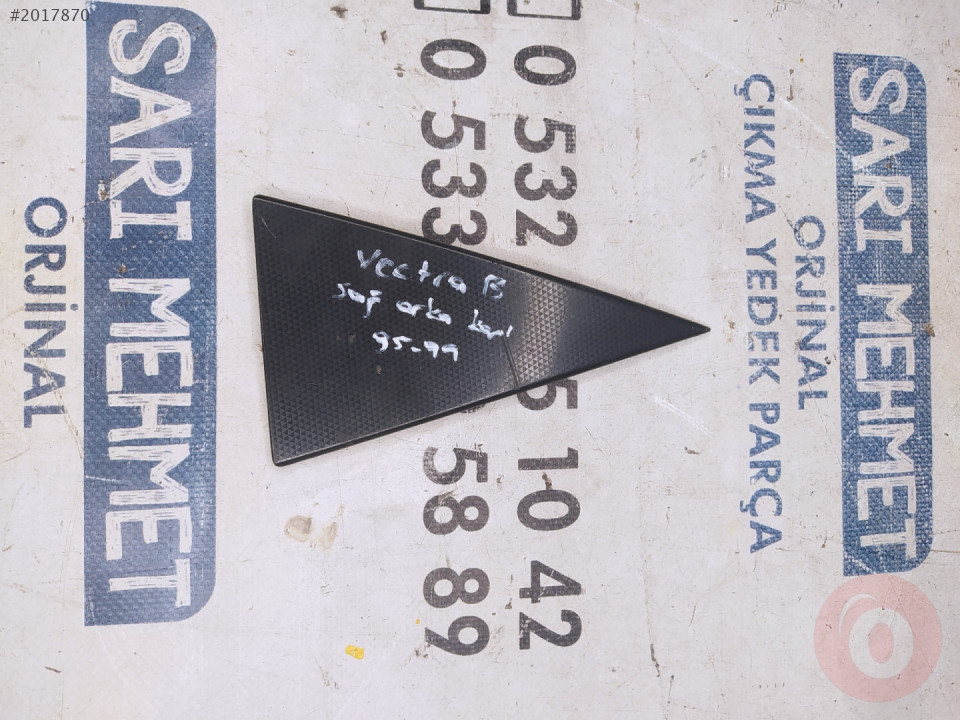 #2017870
SARI MEHMET
ORJİNAL
Vectra B
sağ arka
95-99
0 532
5 10 42
0 533
58 89
SARI MEHMET
ORJİNAL
ÇIKMA YEDEK PARÇA